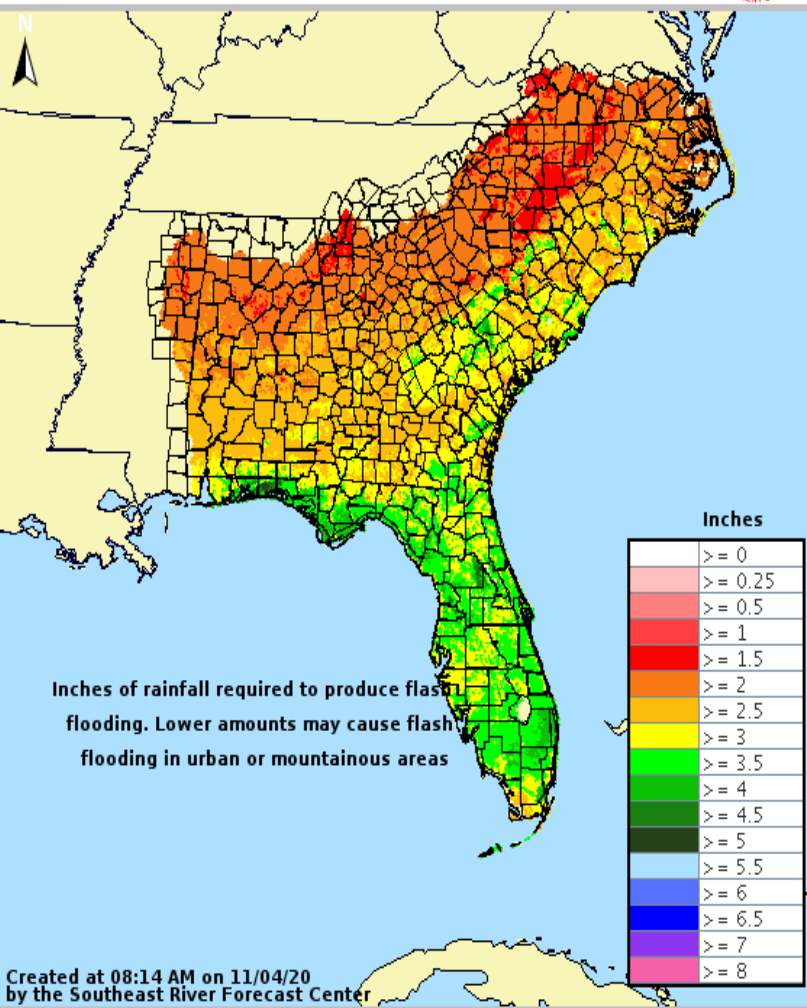 N
Inches
>= 0
>= 0.25
>= 0.5
>= 1
>= 1.5
>= 2
>= 2.5
>= 3
>= 3.5
>= 4
>= 4.5
>= 5
>= 5.5
>= 6
>= 6.5
>= 7
>= 8
Inches of rainfall required to produce flash
flooding. Lower amounts may cause flash
flooding in urban or mountainous areas
Created at 08:14 AM on 11/04/20
by the Southeast River Forecast Center